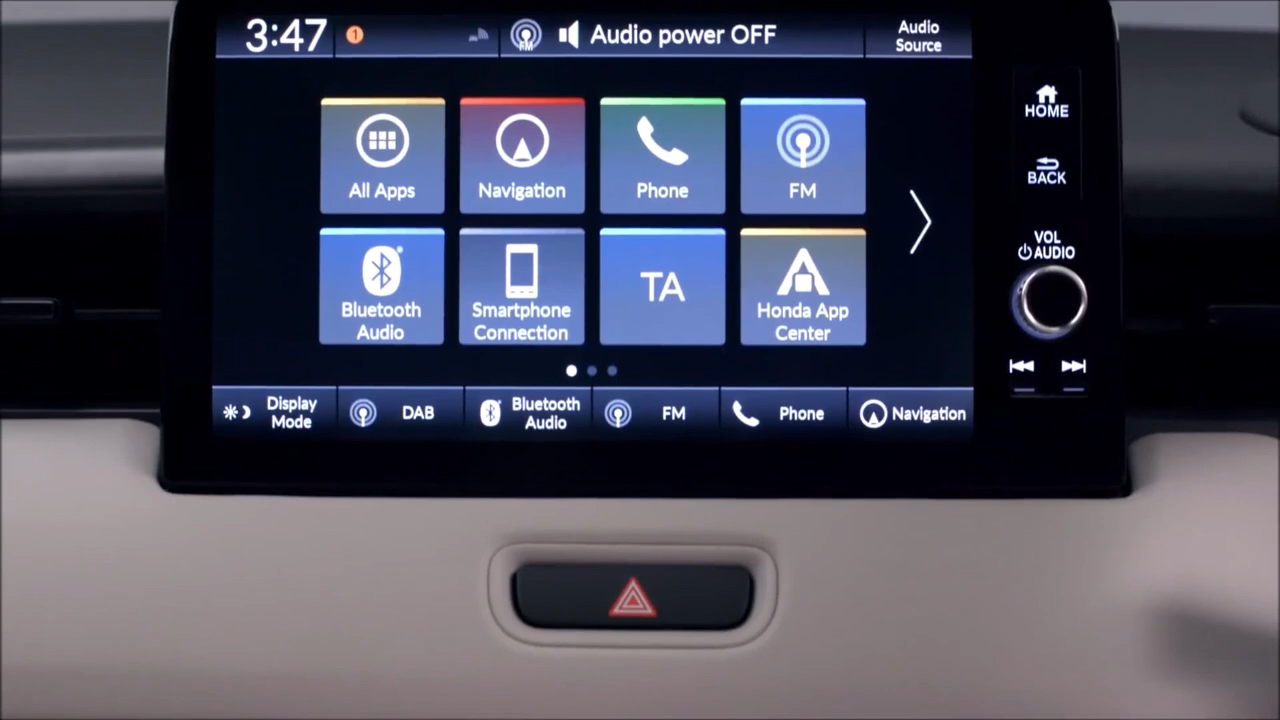 3:47
1
FM
Audio power OFF
Audio
Source
All Apps
Navigation
Phone
FM
Bluetooth
Audio
Smartphone
Connection
TA
Honda App
Center
Display
Mode
DAB
Bluetooth
Audio
FM
Phone
Navigation
HOME
BACK
VOL
AUDIO